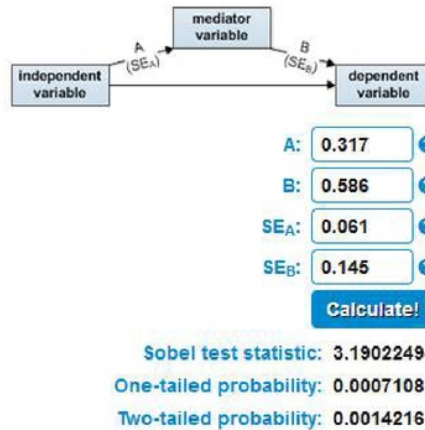 mediator
variable
A
(SEA)
B
(SEB)
independent
variable
dependent
variable
A: 0.317
B: 0.586
SEA: 0.061
SEB: 0.145
Calculate!
Sobel test statistic: 3.1902249
One-tailed probability: 0.0007108
Two-tailed probability: 0.0014216